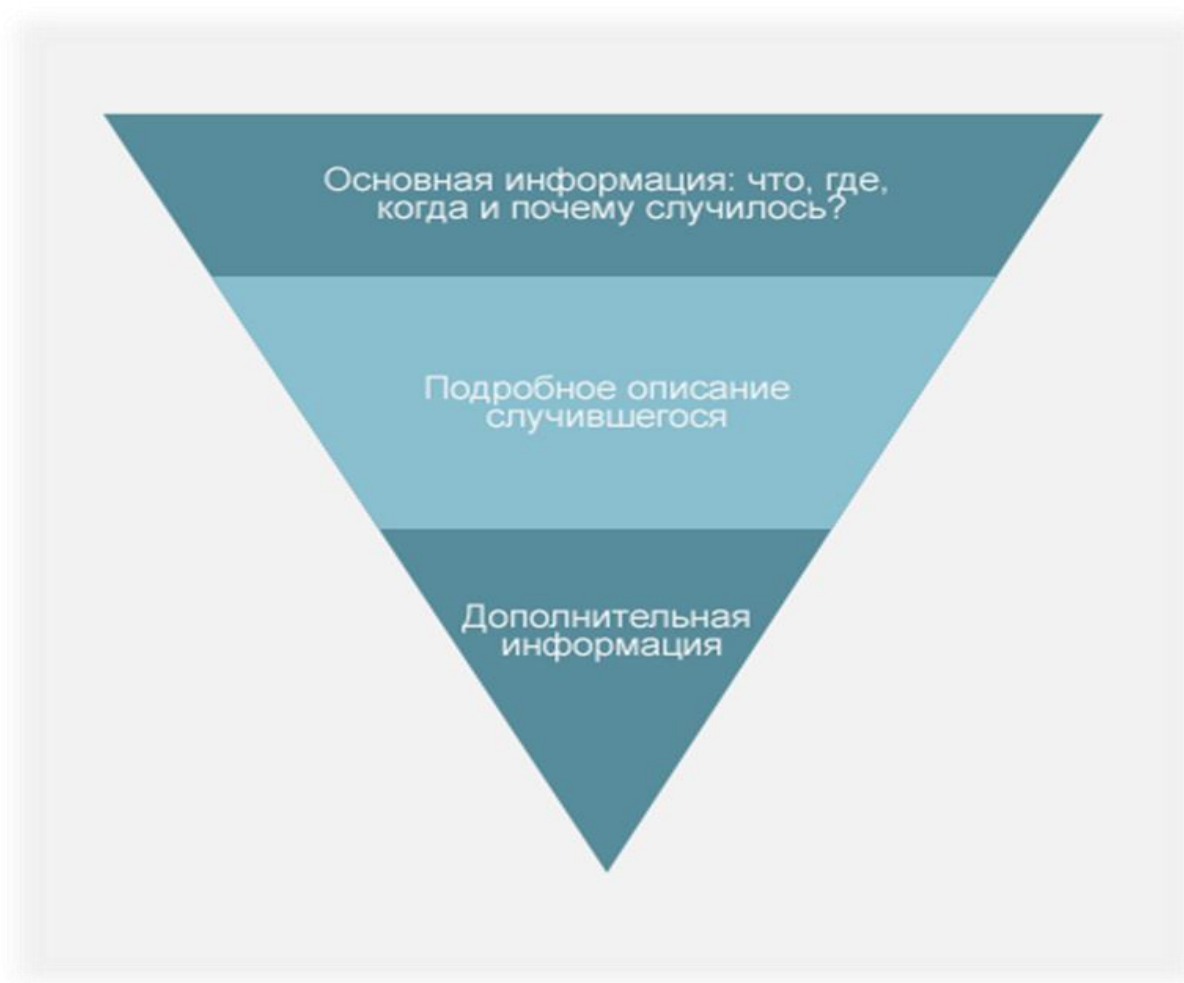 Основная информация: что, где,
когда и почему случилось?
Подробное описание
случившегося
Дополнительная
информация